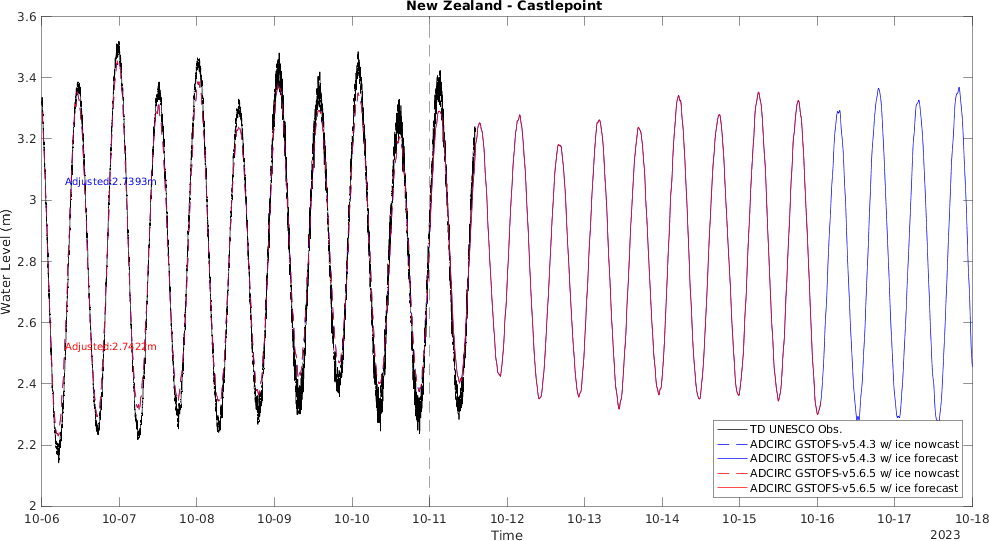 New Zealand - Castlepoint
3.6
3.4
3.2
3
2.8
2.6
2.4
2.2
2
Water Level (m)
Adjusted:2.7393m
Adjusted:2.7422m
TD UNESCO Obs.
ADCIRC GSTOFS-v5.4.3 w/ ice nowcast
ADCIRC GSTOFS-v5.4.3 w/ ice forecast
ADCIRC GSTOFS-v5.6.5 w/ ice nowcast
ADCIRC GSTOFS-v5.6.5 w/ ice forecast
10-06 10-07 10-08 10-09 10-10 10-11 10-12 10-13 10-14 10-15 10-16 10-17 10-18
Time
2023